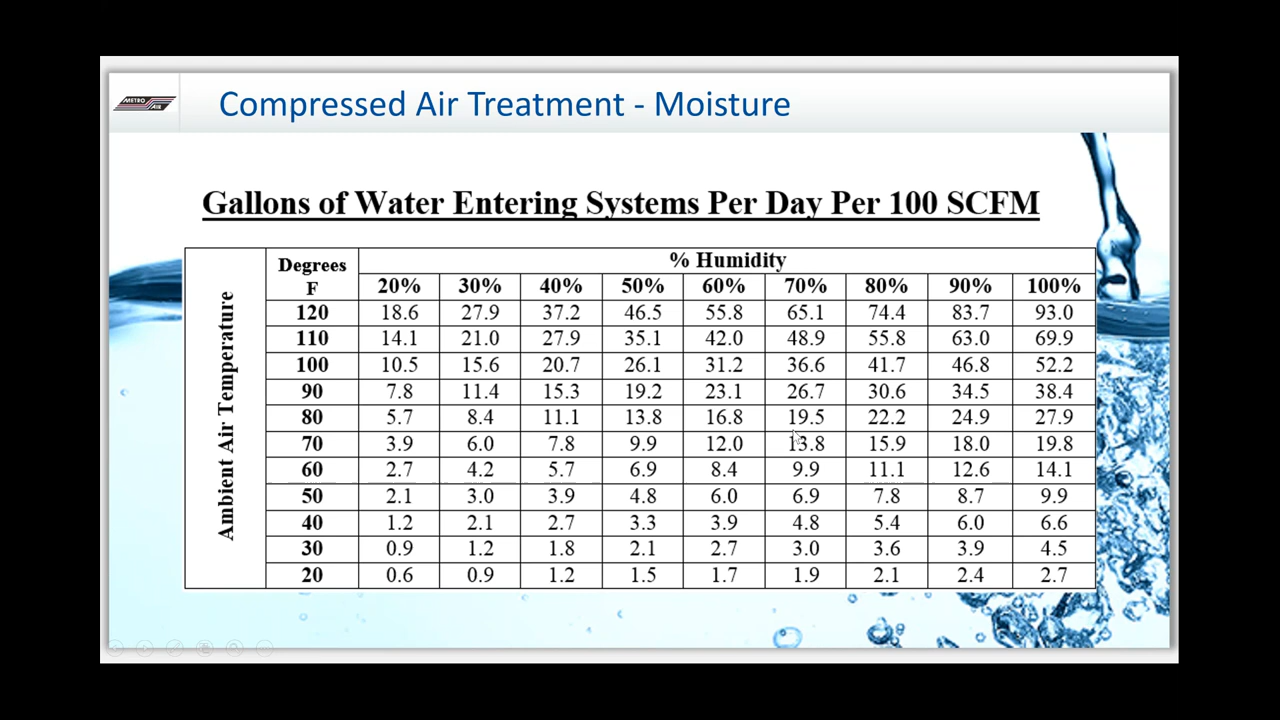 METRO
AIR
Compressed Air Treatment - Moisture
Gallons of Water Entering Systems Per Day Per 100 SCFM
Ambient Air Temperature
Degrees F
% Humidity
20% 30% 40% 50% 60% 70% 80% 90% 100%
120 18.6 27.9 37.2 46.5 55.8 65.1 74.4 83.7 93.0
110 14.1 21.0 27.9 35.1 42.0 48.9 55.8 63.0 69.9
100 10.5 15.6 20.7 26.1 31.2 36.6 41.7 46.8 52.2
90 7.8 11.4 15.3 19.2 23.1 26.7 30.6 34.5 38.4
80 5.7 8.4 11.1 13.8 16.8 19.5 22.2 24.9 27.9
70 3.9 6.0 7.8 9.9 12.0 13.8 15.9 18.0 19.8
60 2.7 4.2 5.7 6.9 8.4 9.9 11.1 12.6 14.1
50 2.1 3.0 3.9 4.8 6.0 6.9 7.8 8.7 9.9
40 1.2 2.1 2.7 3.3 3.9 4.8 5.4 6.0 6.6
30 0.9 1.2 1.8 2.1 2.7 3.0 3.6 3.9 4.5
20 0.6 0.9 1.2 1.5 1.7 1.9 2.1 2.4 2.7